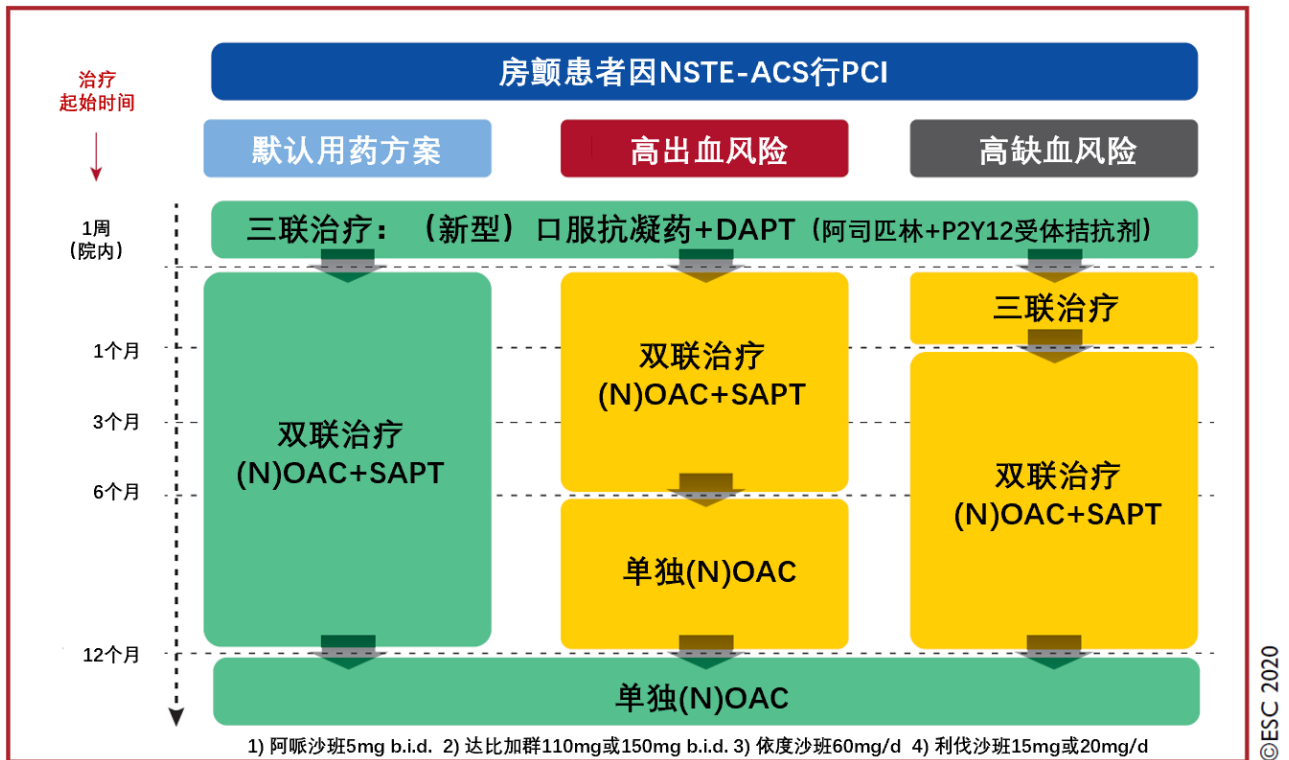 房颤患者因NSTE-ACS行PCI
治疗
起始时间
默认用药方案
高出血风险
高缺血风险
1周
(院内)
三联治疗：（新型）口服抗凝药+DAPT（阿司匹林+P2Y12受体拮抗剂）
三联治疗
1个月
双联治疗
(N)OAC+SAPT
3个月
双联治疗
(N)OAC+SAPT
6个月
双联治疗
(N)OAC+SAPT
单独(N)OAC
12个月
单独(N)OAC
1) 阿哌沙班5mg b.i.d. 2) 达比加群110mg或150mg b.i.d. 3) 依度沙班60mg/d 4) 利伐沙班15mg或20mg/d
©ESC 2020